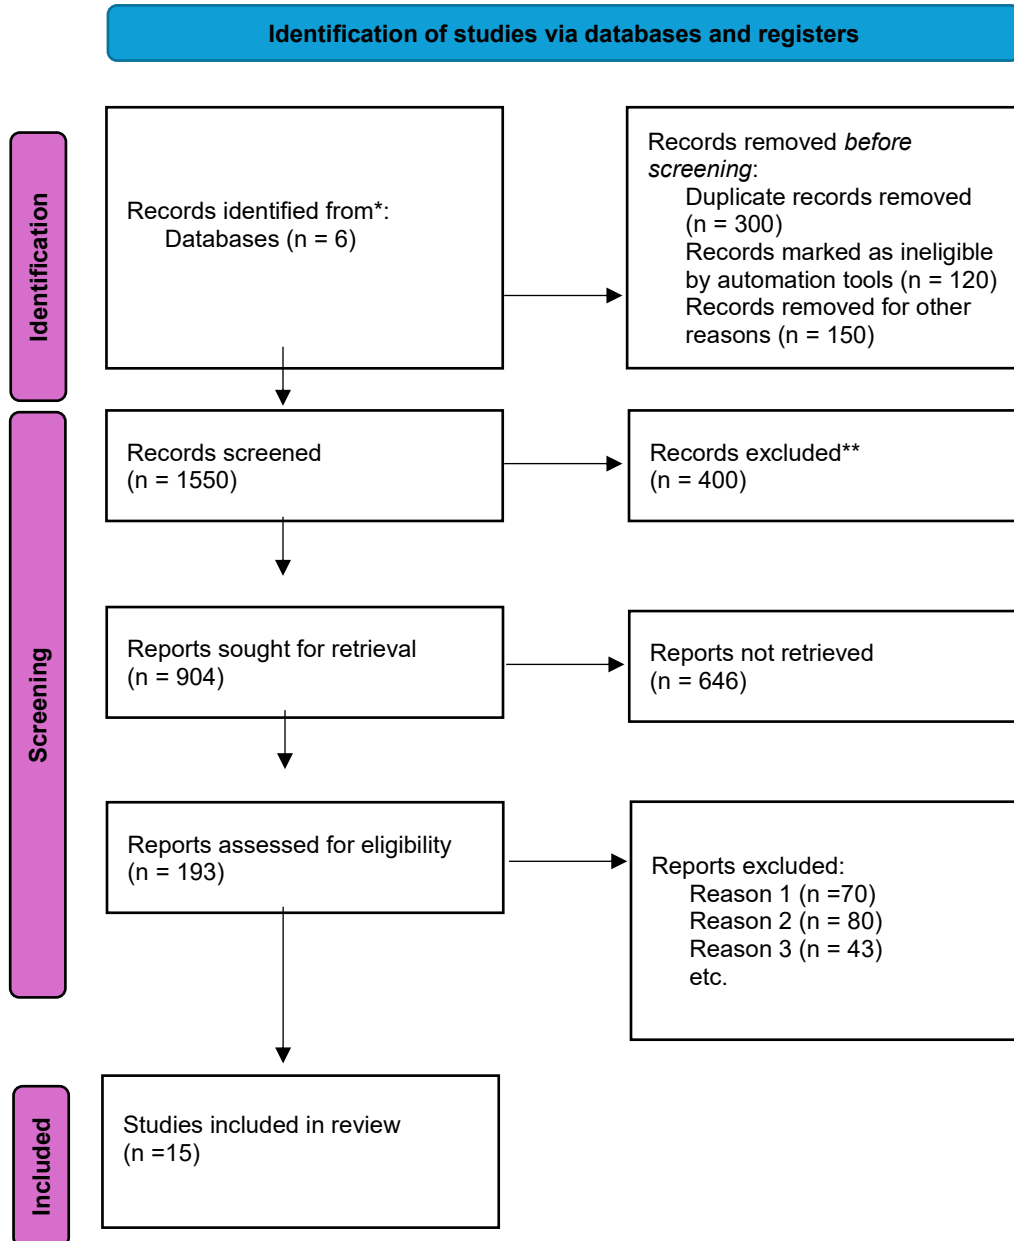 Identification of studies via databases and registers
Identification
Records identified from*:
Databases (n = 6)
Records removed before
screening:
Duplicate records removed
(n = 300)
Records marked as ineligible
by automation tools (n = 120)
Records removed for other
reasons (n = 150)
Screening
Records screened
(n = 1550)
Records excluded**
(n = 400)
Reports sought for retrieval
(n = 904)
Reports not retrieved
(n = 646)
Reports assessed for eligibility
(n = 193)
Reports excluded:
Reason 1 (n =70)
Reason 2 (n = 80)
Reason 3 (n = 43)
etc.
Included
Studies included in review
(n =15)